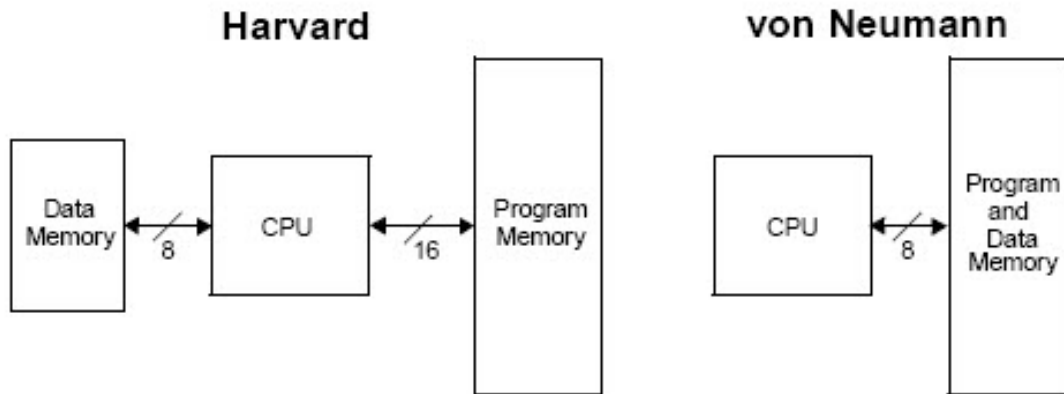 Harvard
von Neumann
Data
Memory
8
CPU
16
Program
Memory
CPU
8
Program
and
Data
Memory